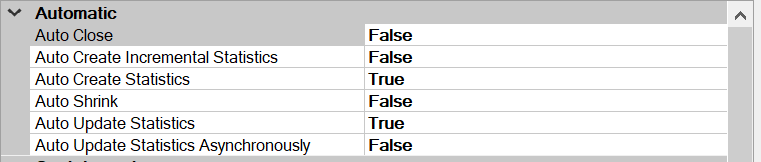 Automatic
Auto Close False
Auto Create Incremental Statistics False
Auto Create Statistics True
Auto Shrink False
Auto Update Statistics True
Auto Update Statistics Asynchronously False